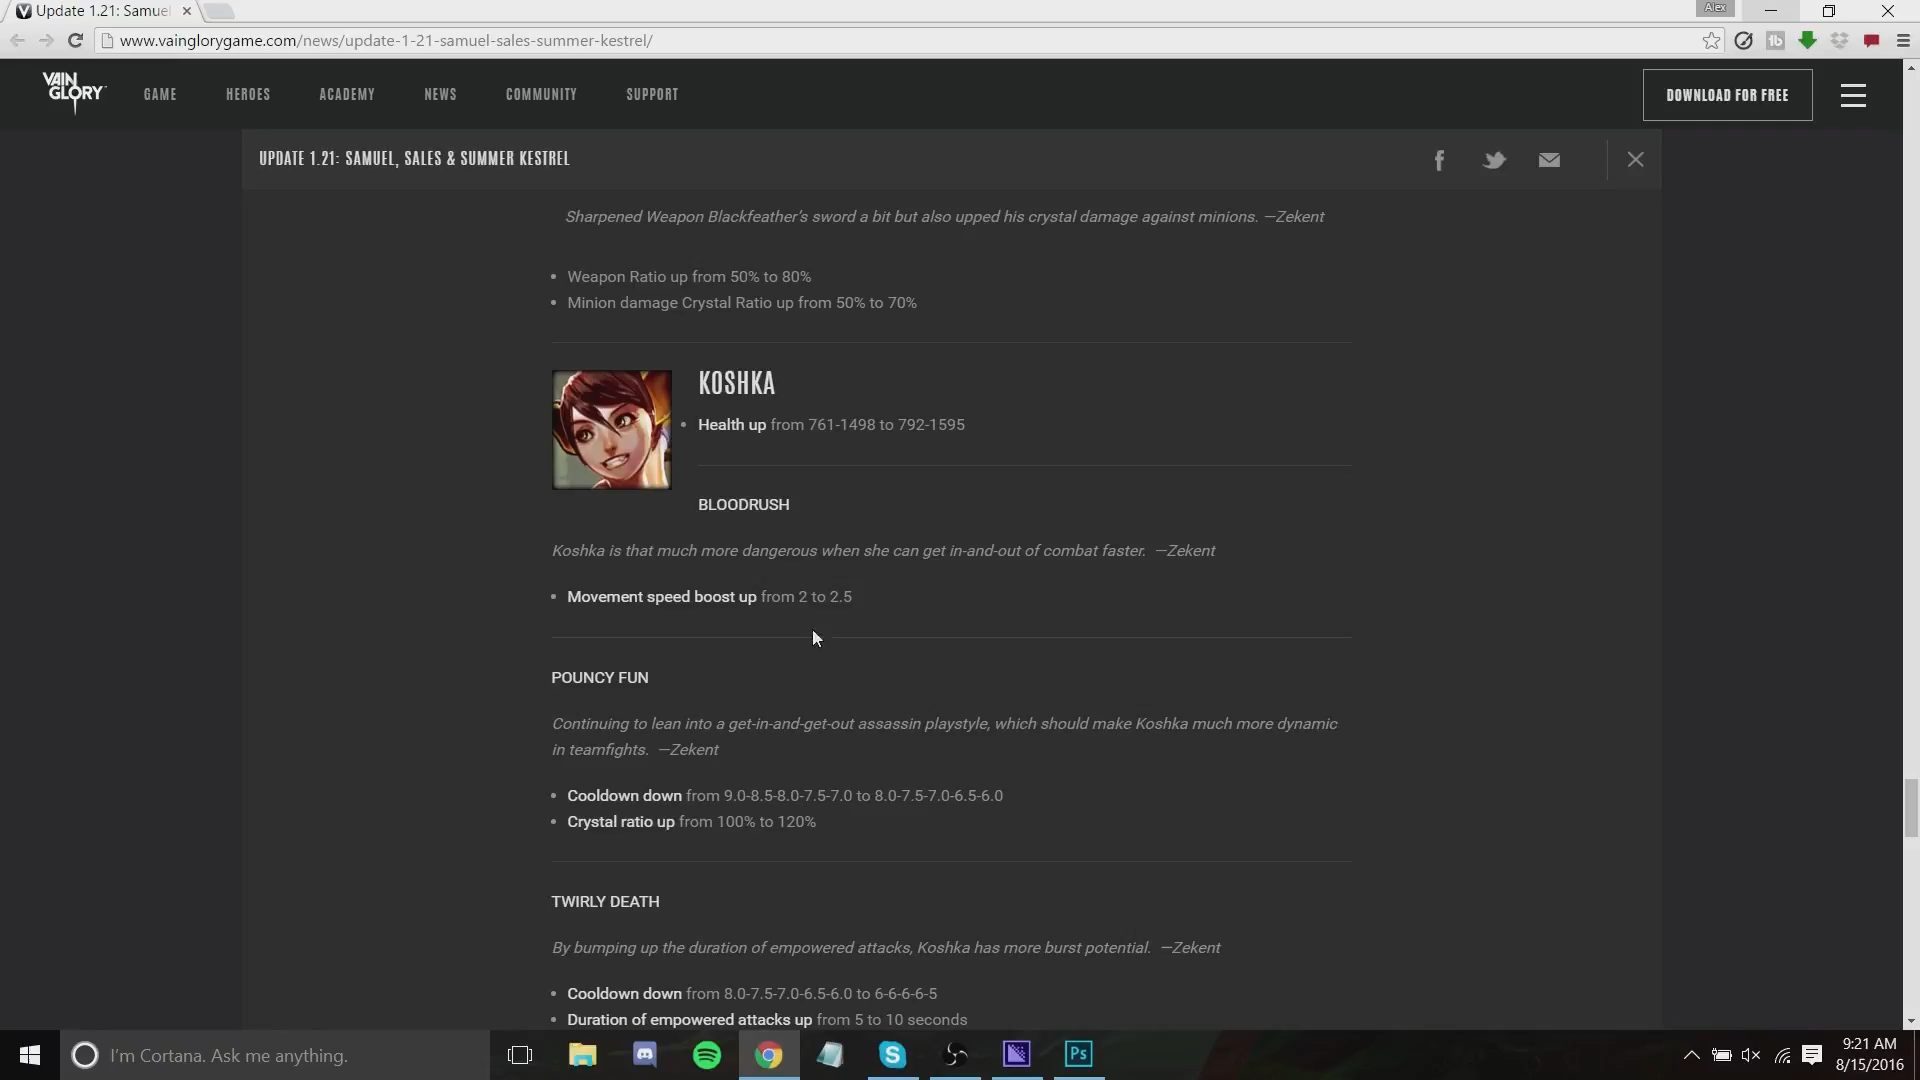 Update 1.21: Samuel
Alex
www.vainglorygame.com/news/update-1-21-samuel-sales-summer-kestrel/
VAIN
GLORY
GAME
HEROES
ACADEMY
NEWS
COMMUNITY
SUPPORT
DOWNLOAD FOR FREE
UPDATE 1.21: SAMUEL, SALES & SUMMER KESTREL
Sharpened Weapon Blackfeather's sword a bit but also upped his crystal damage against minions. —Zekent
• Weapon Ratio up from 50% to 80%
• Minion damage Crystal Ratio up from 50% to 70%
KOSHKA
• Health up from 761-1498 to 792-1595
BLOODRUSH
Koshka is that much more dangerous when she can get in-and-out of combat faster. —Zekent
• Movement speed boost up from 2 to 2.5
POUNCY FUN
Continuing to lean into a get-in-and-get-out assassin playstyle, which should make Koshka much more dynamic
in teamfights. —Zekent
• Cooldown down from 9.0-8.5-8.0-7.5-7.0 to 8.0-7.5-7.0-6.5-6.0
• Crystal ratio up from 100% to 120%
TWIRLY DEATH
By bumping up the duration of empowered attacks, Koshka has more burst potential. —Zekent
• Cooldown down from 8.0-7.5-7.0-6.5-6.0 to 6-6-6-6-5
• Duration of empowered attacks up from 5 to 10 seconds
I'm Cortana. Ask me anything.
Ps
9:21 AM
8/15/2016